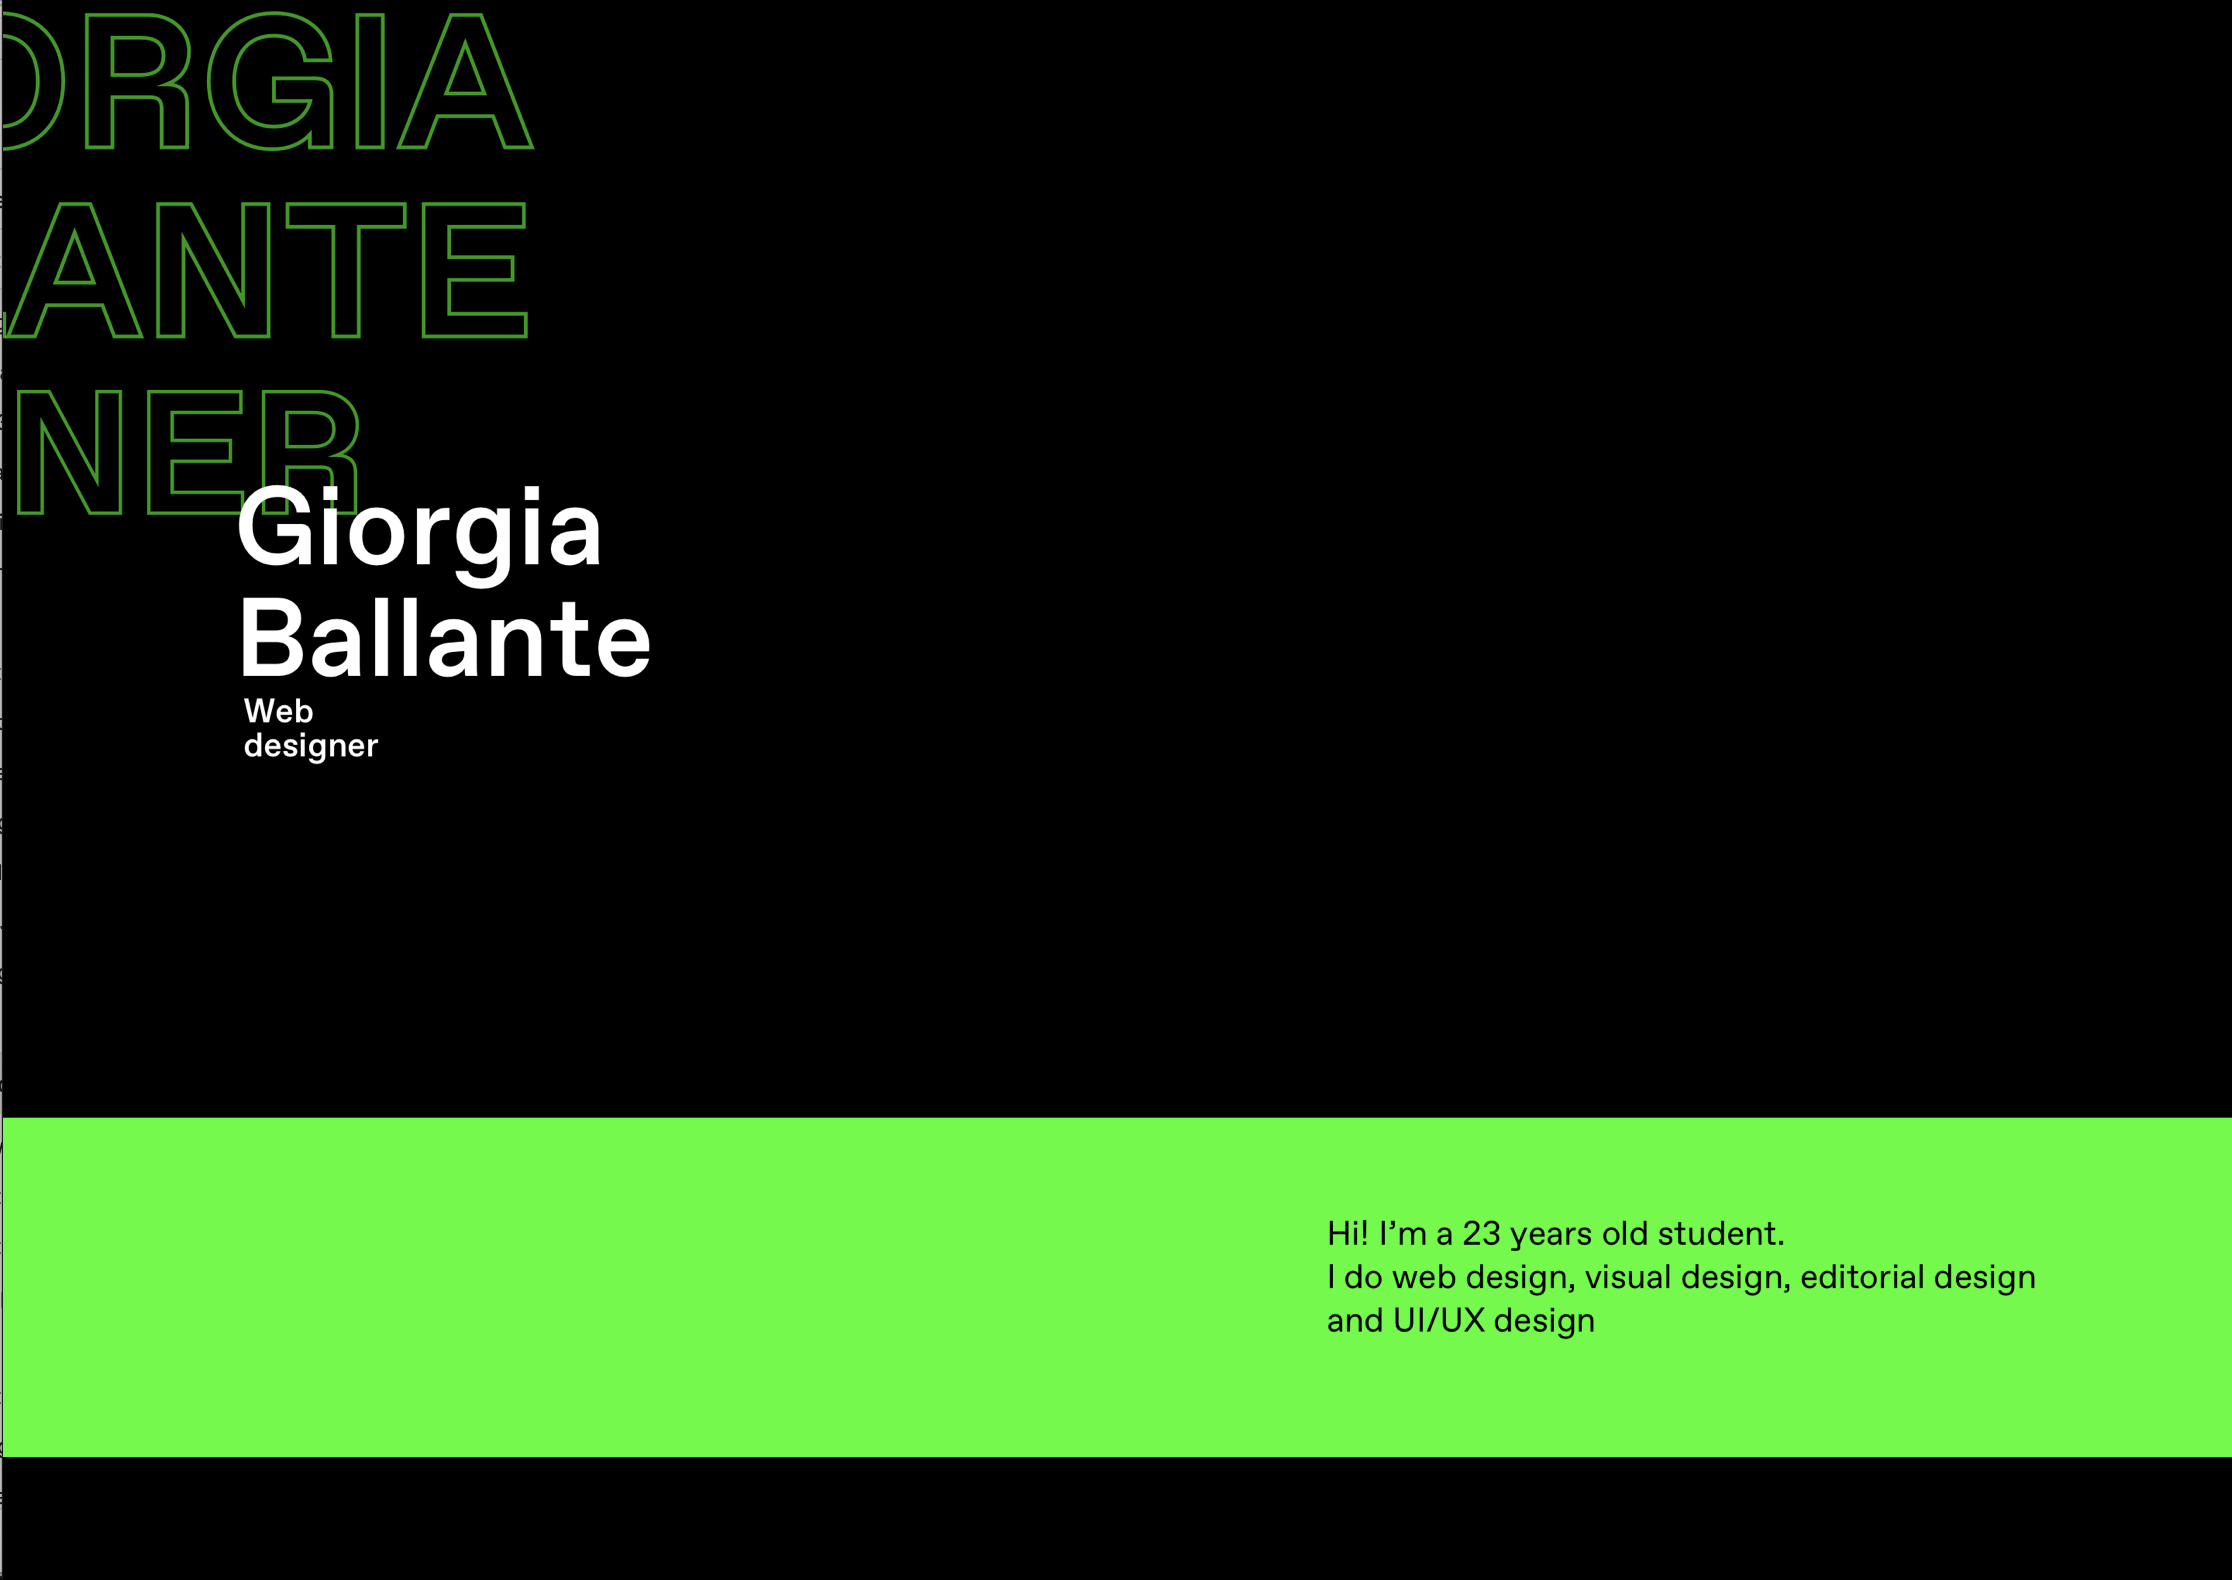 ORGIA
ANTE
NER
Giorgia
Ballante
Web
designer
Hi! I’m a 23 years old student.
I do web design, visual design, editorial design
and UI/UX design